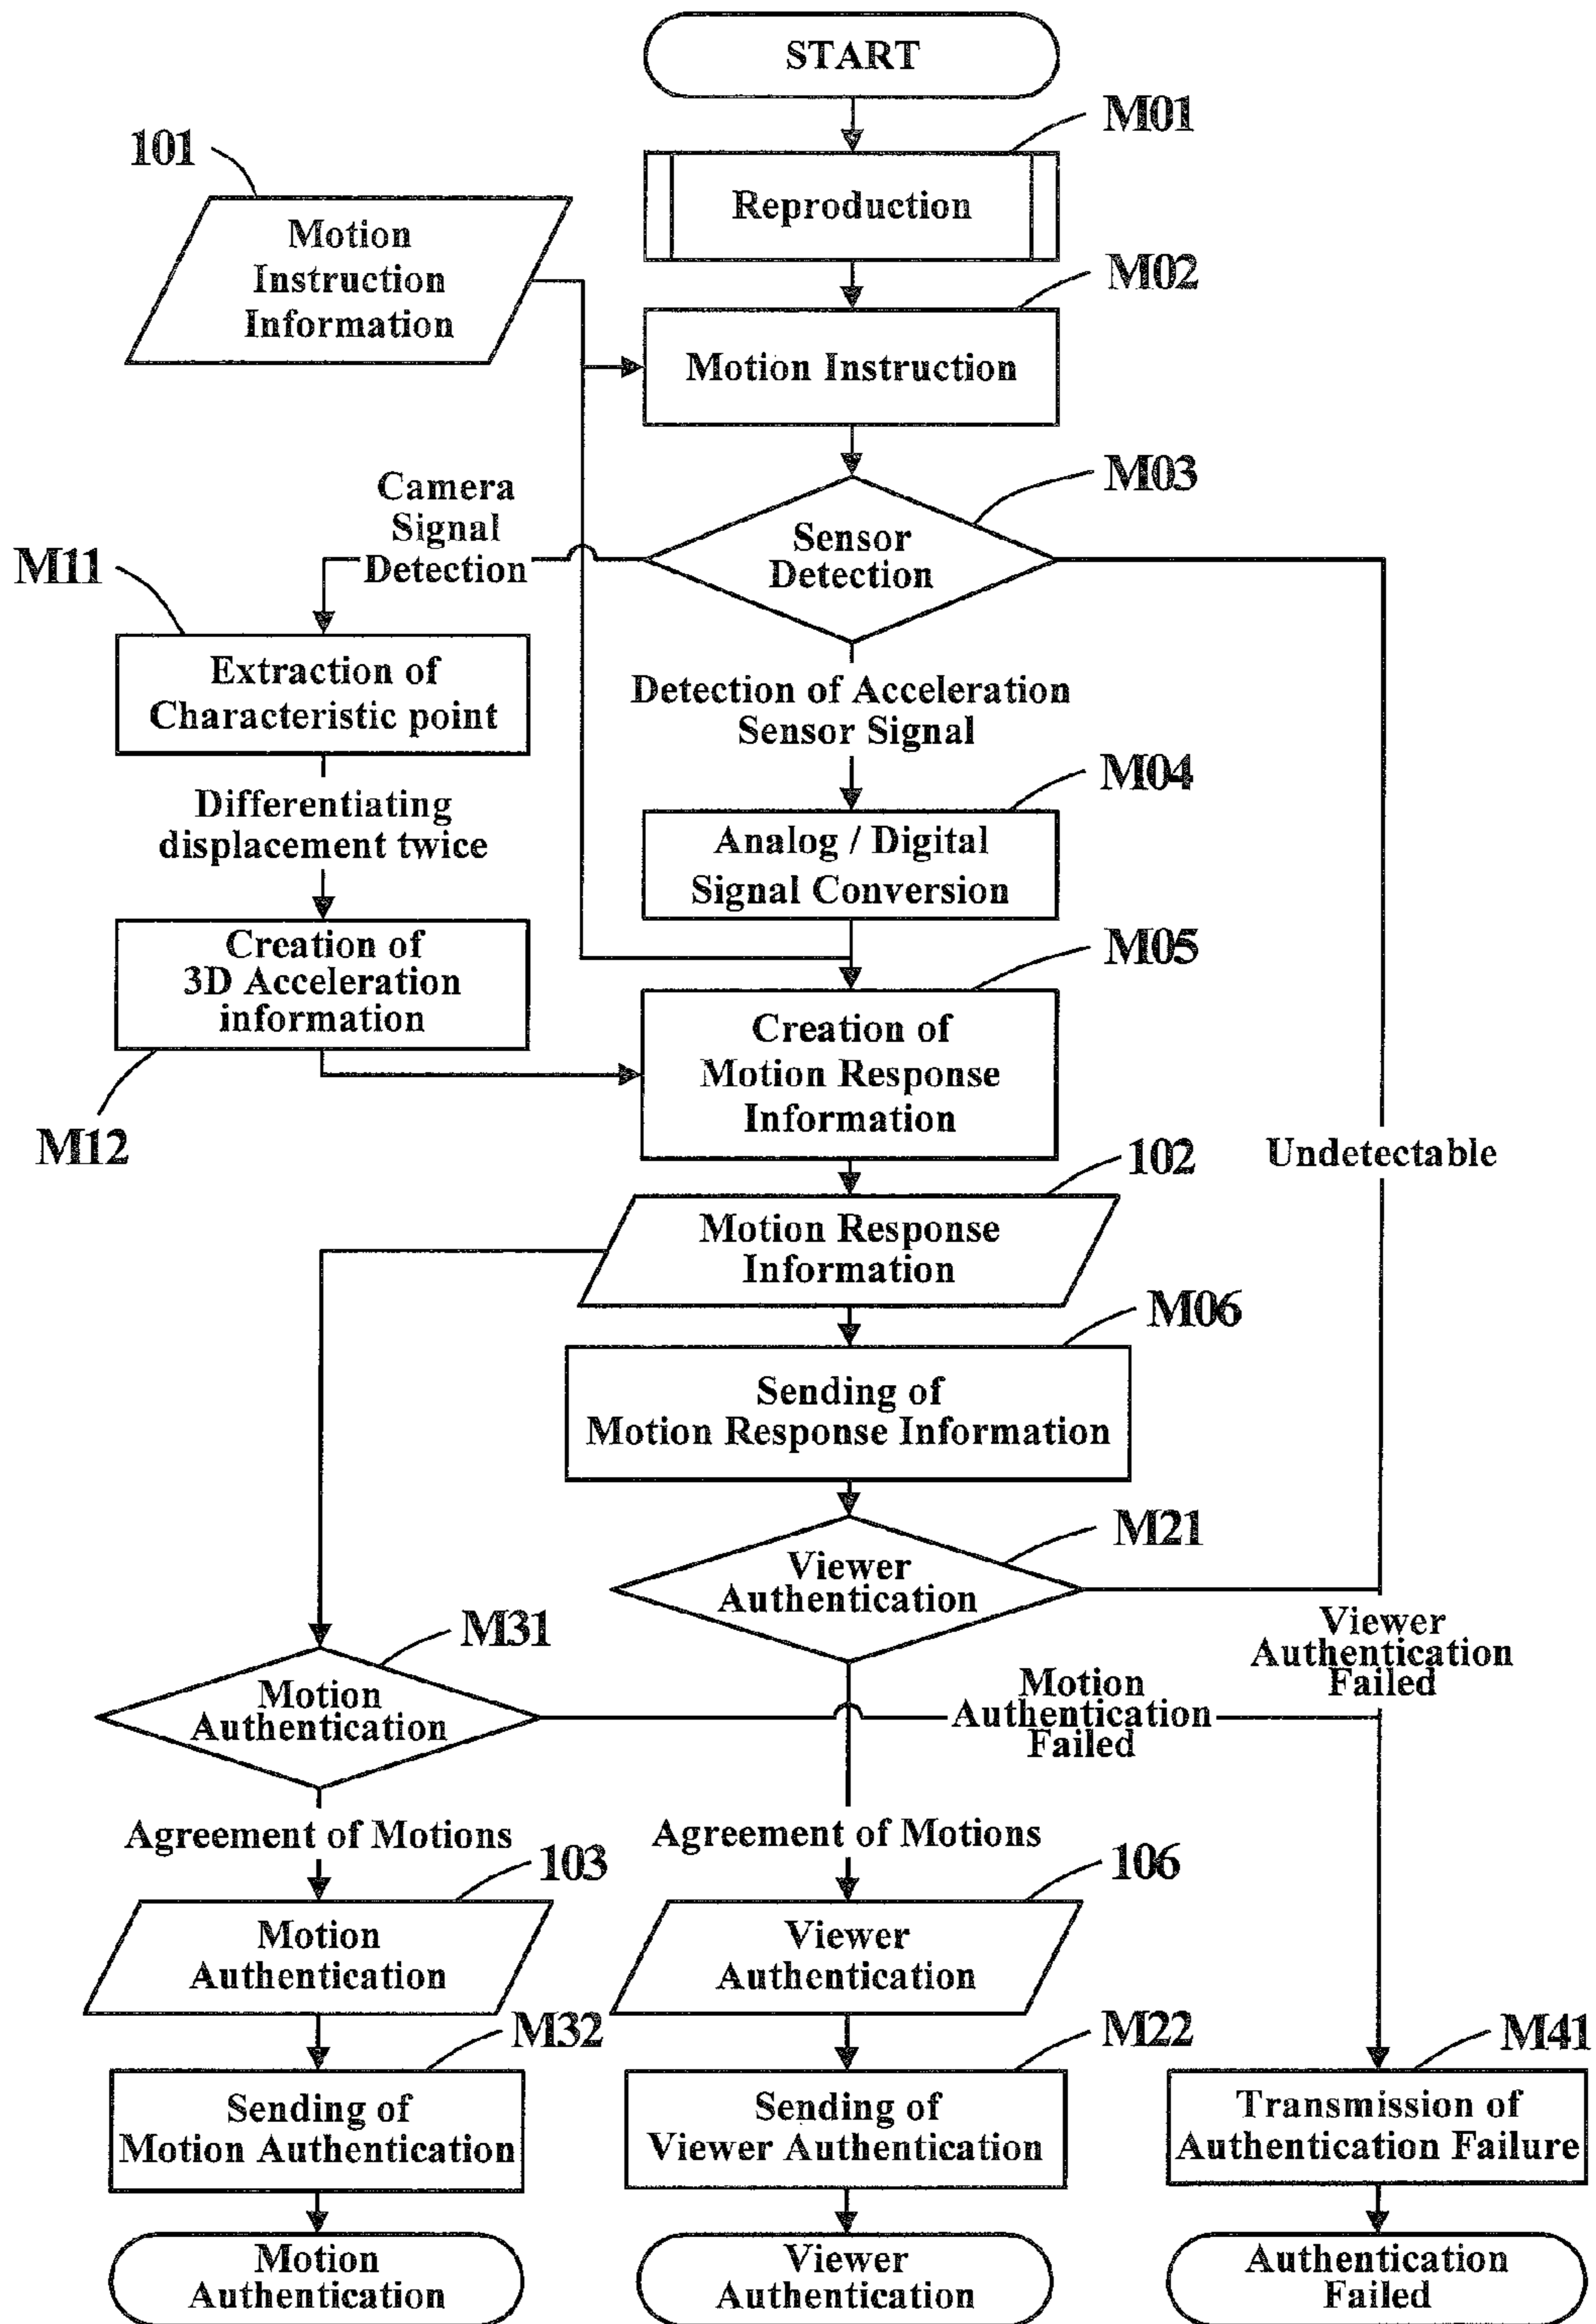 START
M01
101
Reproduction
Motion
Instruction
Information
M02
Motion Instruction
M03
Camera
Signal
Detection
Sensor
Detection
M11
Extraction of
Characteristic point
Detection of Acceleration
Sensor Signal
M04
Differentiating
displacement twice
Analog / Digital
Signal Conversion
Creation of
3D Acceleration
information
M05
Creation of
Motion Response
Information
M12
102
Undetectable
Motion Response
Information
M06
Sending of
Motion Response Information
M21
Viewer
Authentication
M31
Viewer
Authentication
Failed
Motion
Authentication
Motion
Authentication
Failed
Agreement of Motions
Agreement of Motions
103
106
Motion
Authentication
Viewer
Authentication
M32
M22
M41
Sending of
Motion Authentication
Sending of
Viewer Authentication
Transmission of
Authentication Failure
Motion
Authentication
Viewer
Authentication
Authentication
Failed